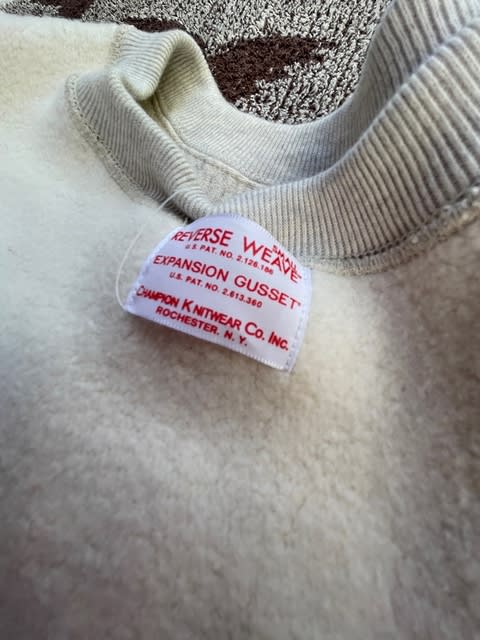 REVERSE WEAVE
U.S. PAT. NO. 2.126.186
EXPANSION GUSSET
U.S. PAT. NO. 2.613.360
CHAMPION KNITWEAR CO. INC.
ROCHESTER. N. Y.